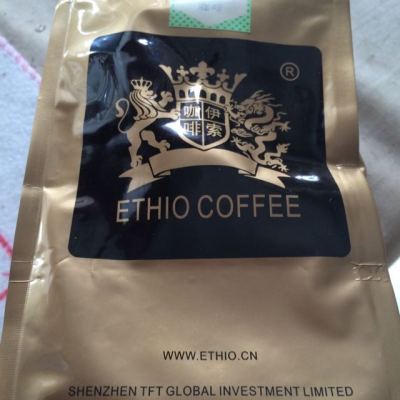 ®
咖伊
啡索
ETHIO COFFEE
WWW.ETHIO.CN
SHENZHEN TFT GLOBAL INVESTMENT LIMITED